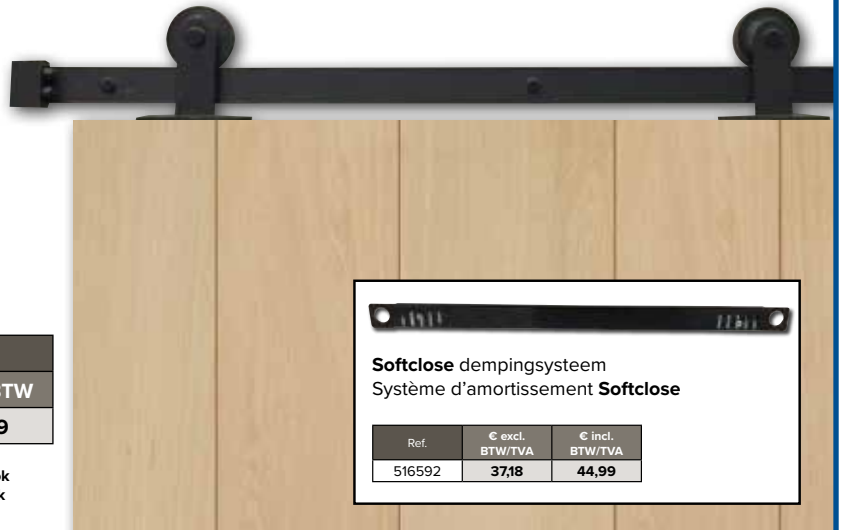 BTW
9
k
k
Softclose dempingsysteem
Système d'amortissement Softclose
Ref. € excl. BTW/TVA € incl. BTW/TVA
516592 37,18 44,99